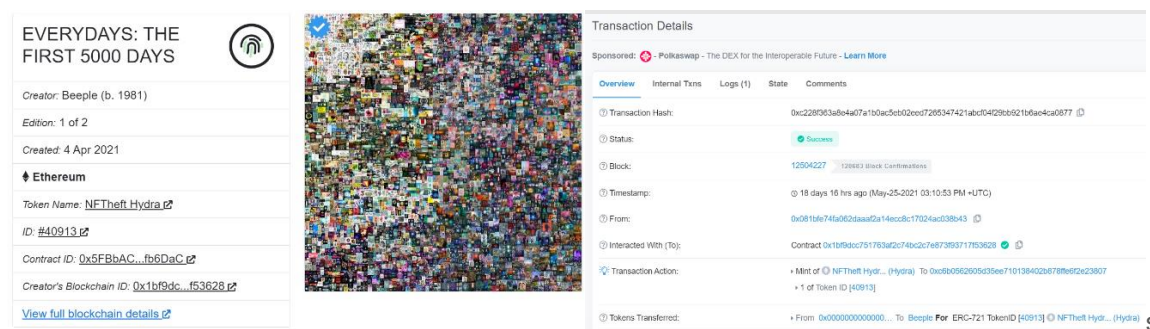 EVERYDAYS: THE
FIRST 5000 DAYS
Creator: Beeple (b. 1981)
Edition: 1 of 2
Created: 4 Apr 2021
Ethereum
Token Name: NFTheft Hydra
ID: #40913
Contract ID: 0x5FBbAC...fb6DaC
Creator's Blockchain ID: 0x1bf9dc...f53628
View full blockchain details
Transaction Details
Sponsored: - Polkaswap - The DEX for the Interoperable Future - Learn More
Overview Internal Txns Logs (1) State Comments
Transaction Hash: 0xc228f363a8e4a07a1b0ac5eb02eed7265347421abcf04f29bb921b6ae4ca0877
Status: Success
Block: 12504227 120663 Block Confirmations
Timestamp: 18 days 16 hrs ago (May-25-2021 03:10:53 PM +UTC)
From: 0x081bfe74fa062daaaf2a14ecc8c17024ac038b43
Interacted With (To): Contract 0x1bf9dcc751763af2c74bc2c7e873f93717f53628
Transaction Action: Mint of NFTheft Hydr... (Hydra) To 0xc6b0562605d35ee710138402b878ffe6f2e23807
1 of Token ID [40913]
Tokens Transferred: From 0x0000000000000... To Beeple For ERC-721 TokenID [40913] NFTheft Hydr... (Hydra)